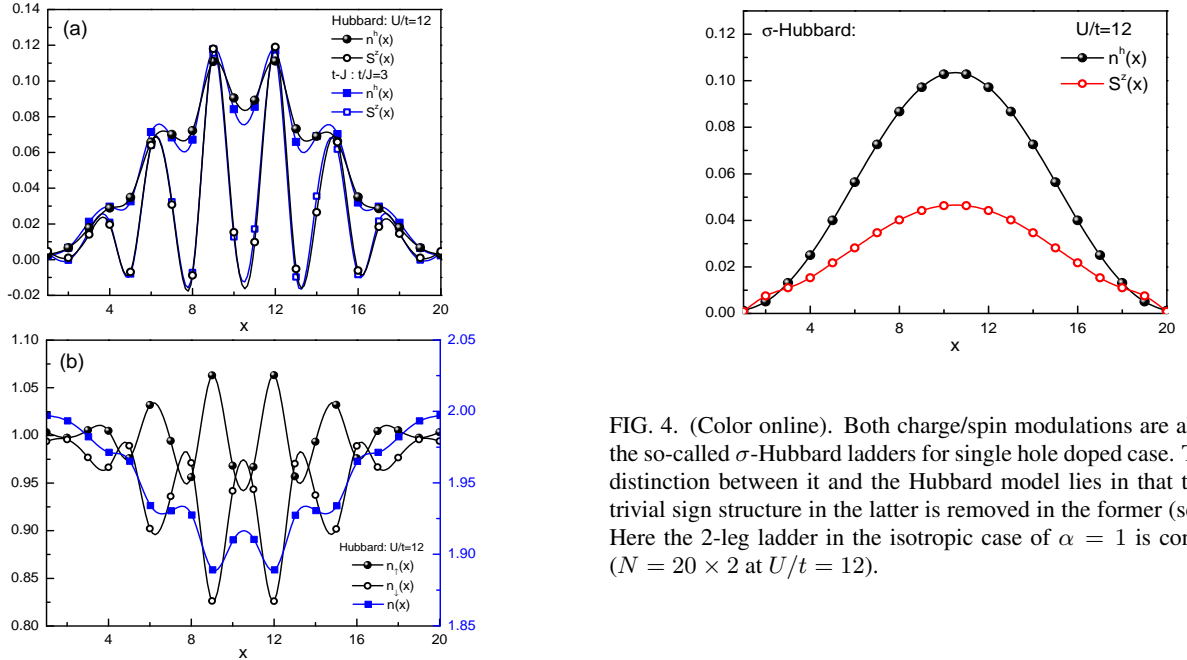 (a)
Hubbard: U/t=12
nʰ(x)
Sᶻ(x)
t-J : t/J=3
nʰ(x)
Sᶻ(x)
0.14
0.12
0.10
0.08
0.06
0.04
0.02
0.00
-0.02
4 8 12 16 20
x
(b)
1.10
1.05
1.00
0.95
0.90
0.85
0.80
2.05
2.00
1.95
1.90
1.85
Hubbard: U/t=12
n↑(x)
n↓(x)
n(x)
4 8 12 16 20
x
σ-Hubbard: U/t=12
nʰ(x)
Sᶻ(x)
0.12
0.10
0.08
0.06
0.04
0.02
0.00
4 8 12 16 20
x
FIG. 4. (Color online). Both charge/spin modulations are a
the so-called σ-Hubbard ladders for single hole doped case. T
distinction between it and the Hubbard model lies in that t
trivial sign structure in the latter is removed in the former (s
Here the 2-leg ladder in the isotropic case of α = 1 is con
(N = 20 × 2 at U/t = 12).